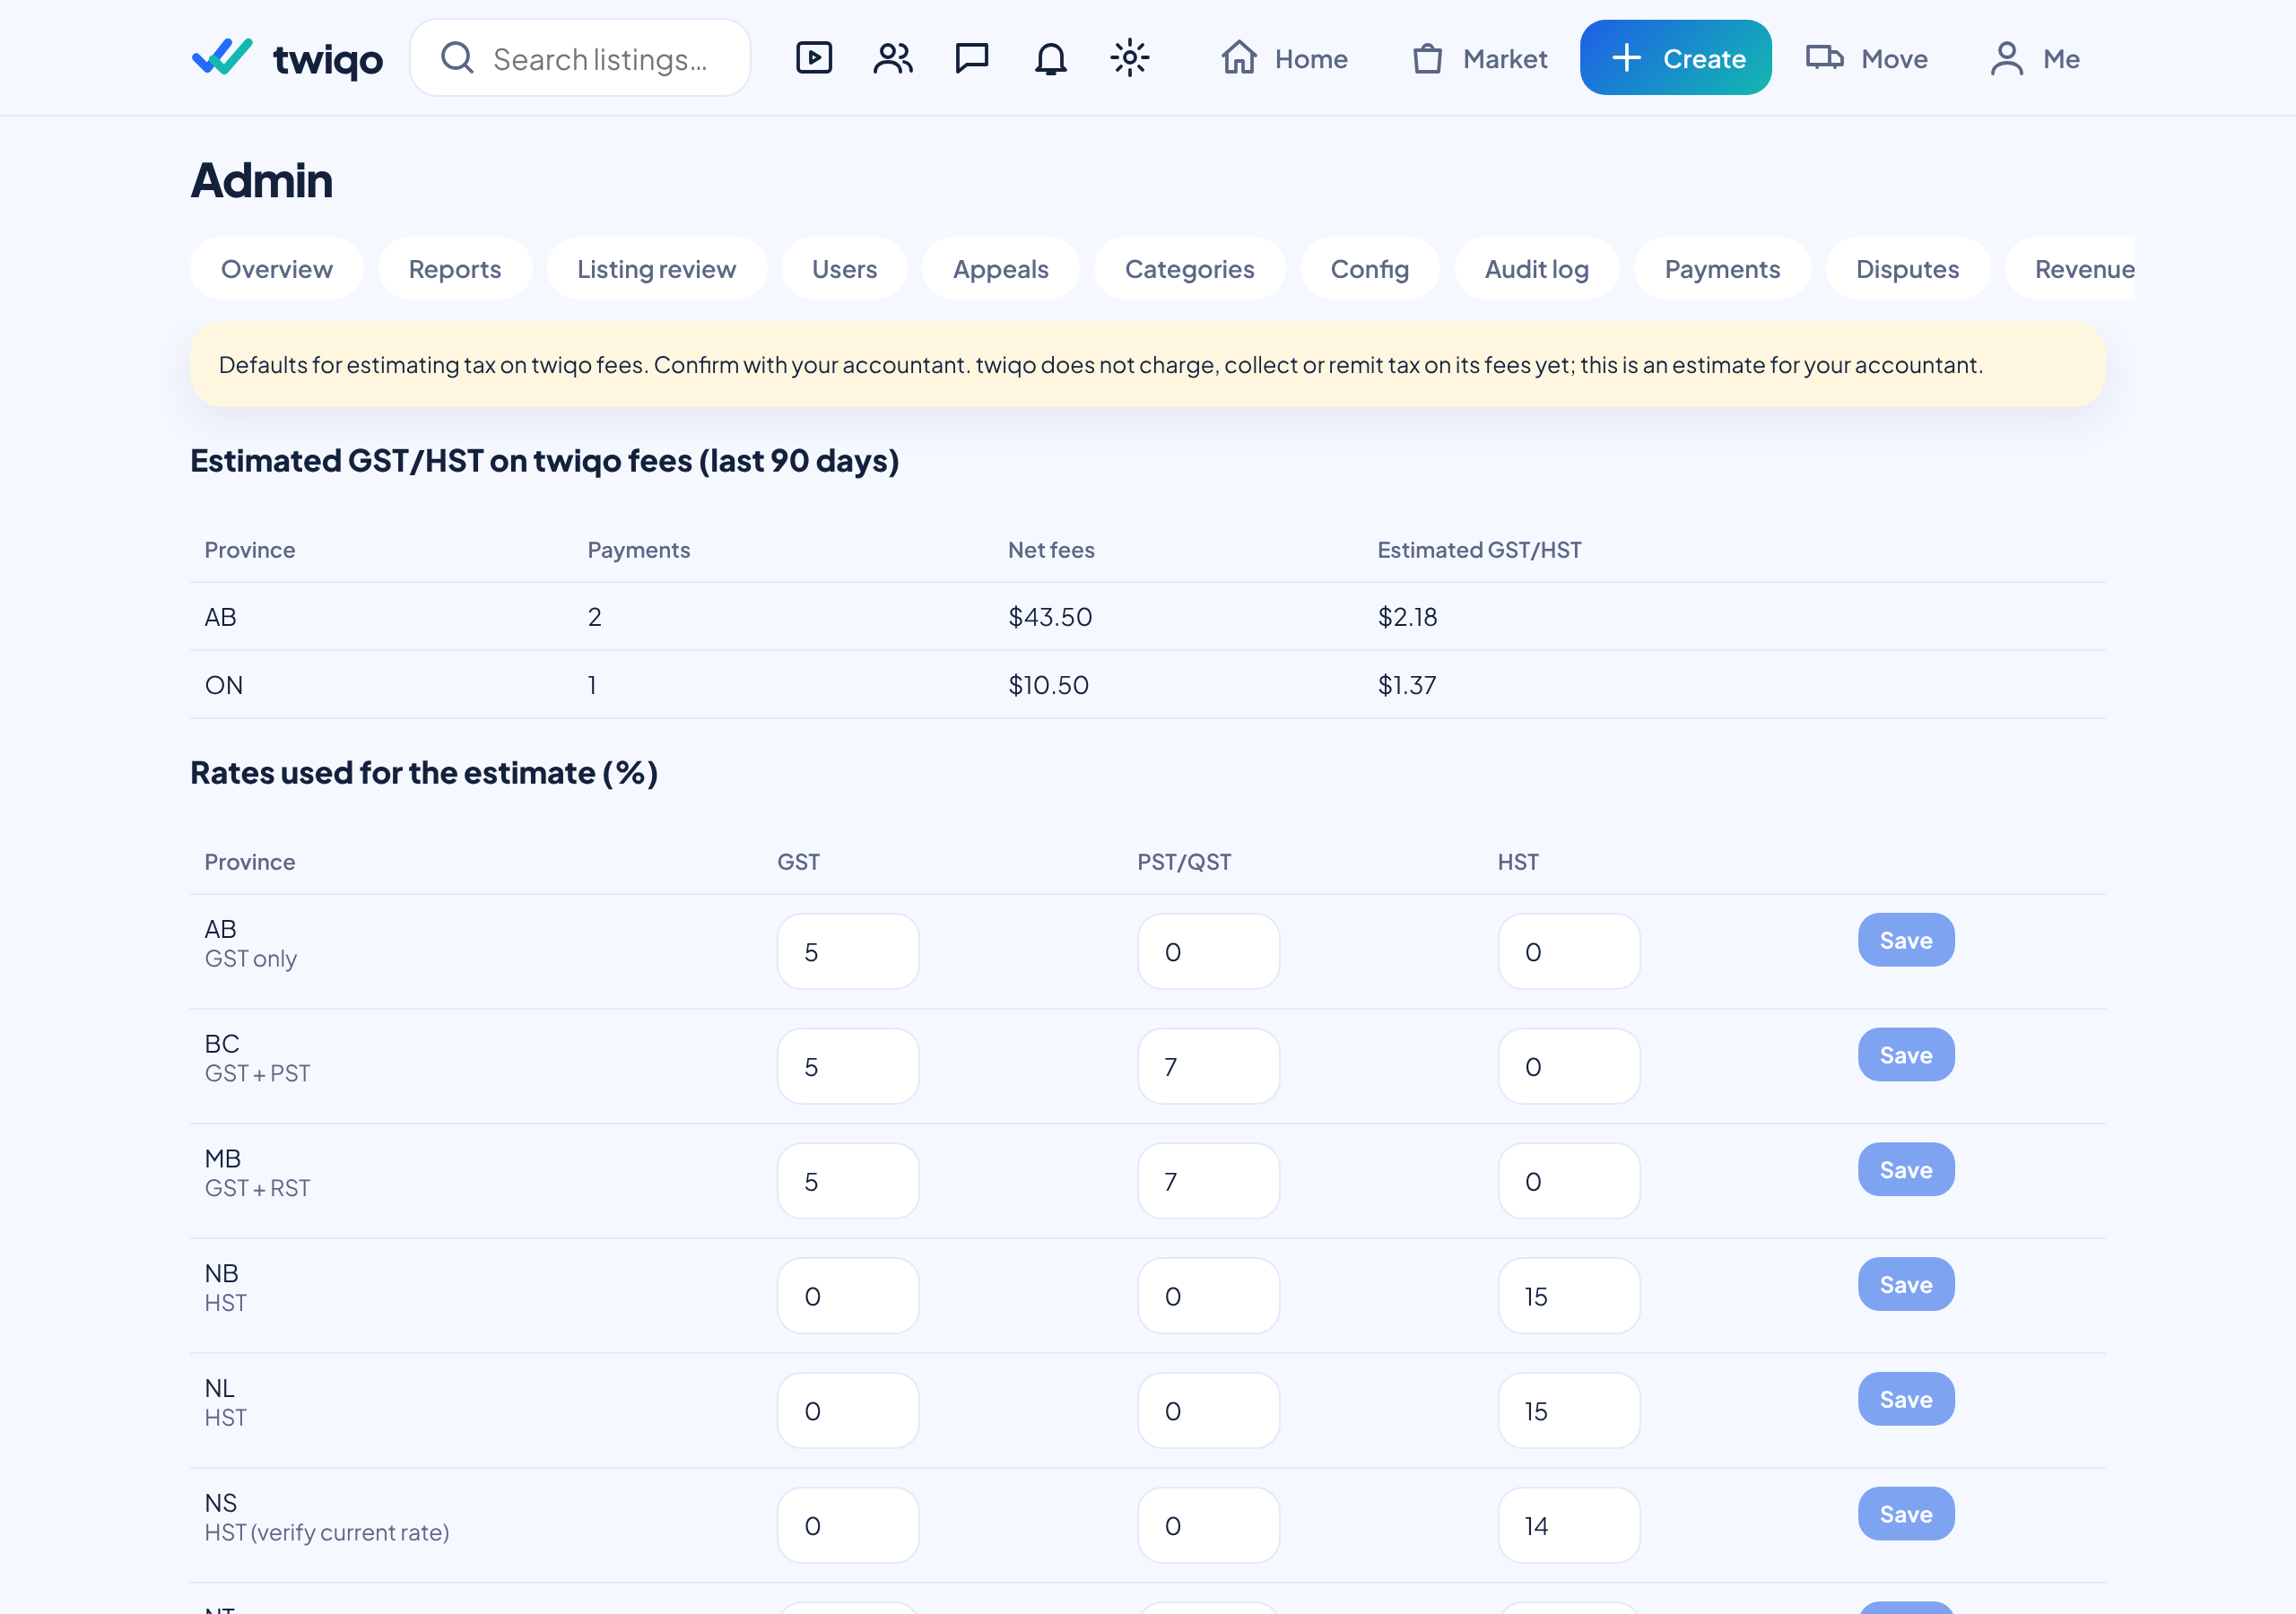 twiqo
Search listings...
Home
Market
Create
Move
Me
Admin
Overview
Reports
Listing review
Users
Appeals
Categories
Config
Audit log
Payments
Disputes
Revenue
Defaults for estimating tax on twiqo fees. Confirm with your accountant. twiqo does not charge, collect or remit tax on its fees yet; this is an estimate for your accountant.
Estimated GST/HST on twiqo fees (last 90 days)
Province Payments Net fees Estimated GST/HST
AB 2 $43.50 $2.18
ON 1 $10.50 $1.37
Rates used for the estimate (%)
Province GST PST/QST HST
AB
GST only
5 0 0 Save
BC
GST + PST
5 7 0 Save
MB
GST + RST
5 7 0 Save
NB
HST
0 0 15 Save
NL
HST
0 0 15 Save
NS
HST (verify current rate)
0 0 14 Save